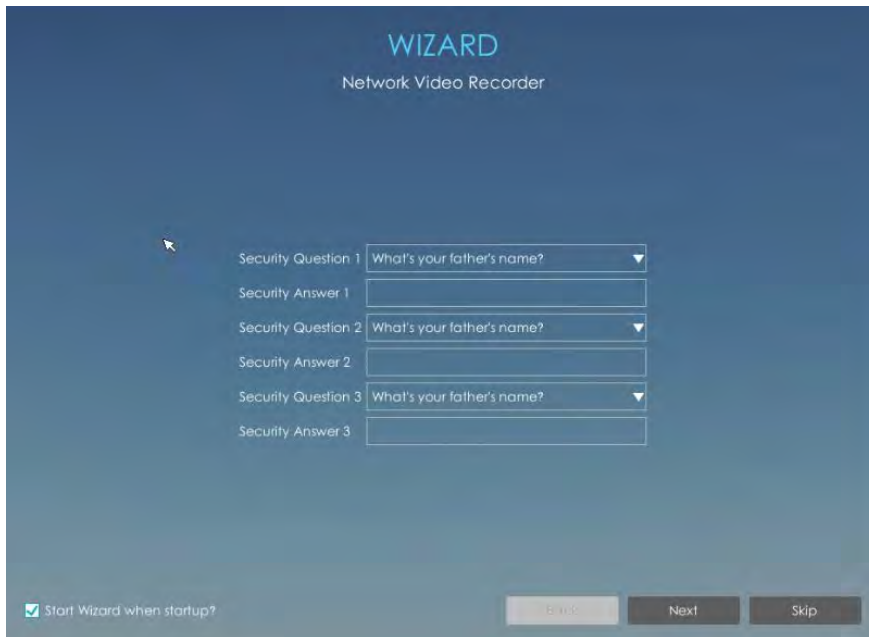 WIZARD
Network Video Recorder
Security Question 1 What's your father's name?
Security Answer 1
Security Question 2 What's your father's name?
Security Answer 2
Security Question 3 What's your father's name?
Security Answer 3
Start Wizard when startup? Next Skip